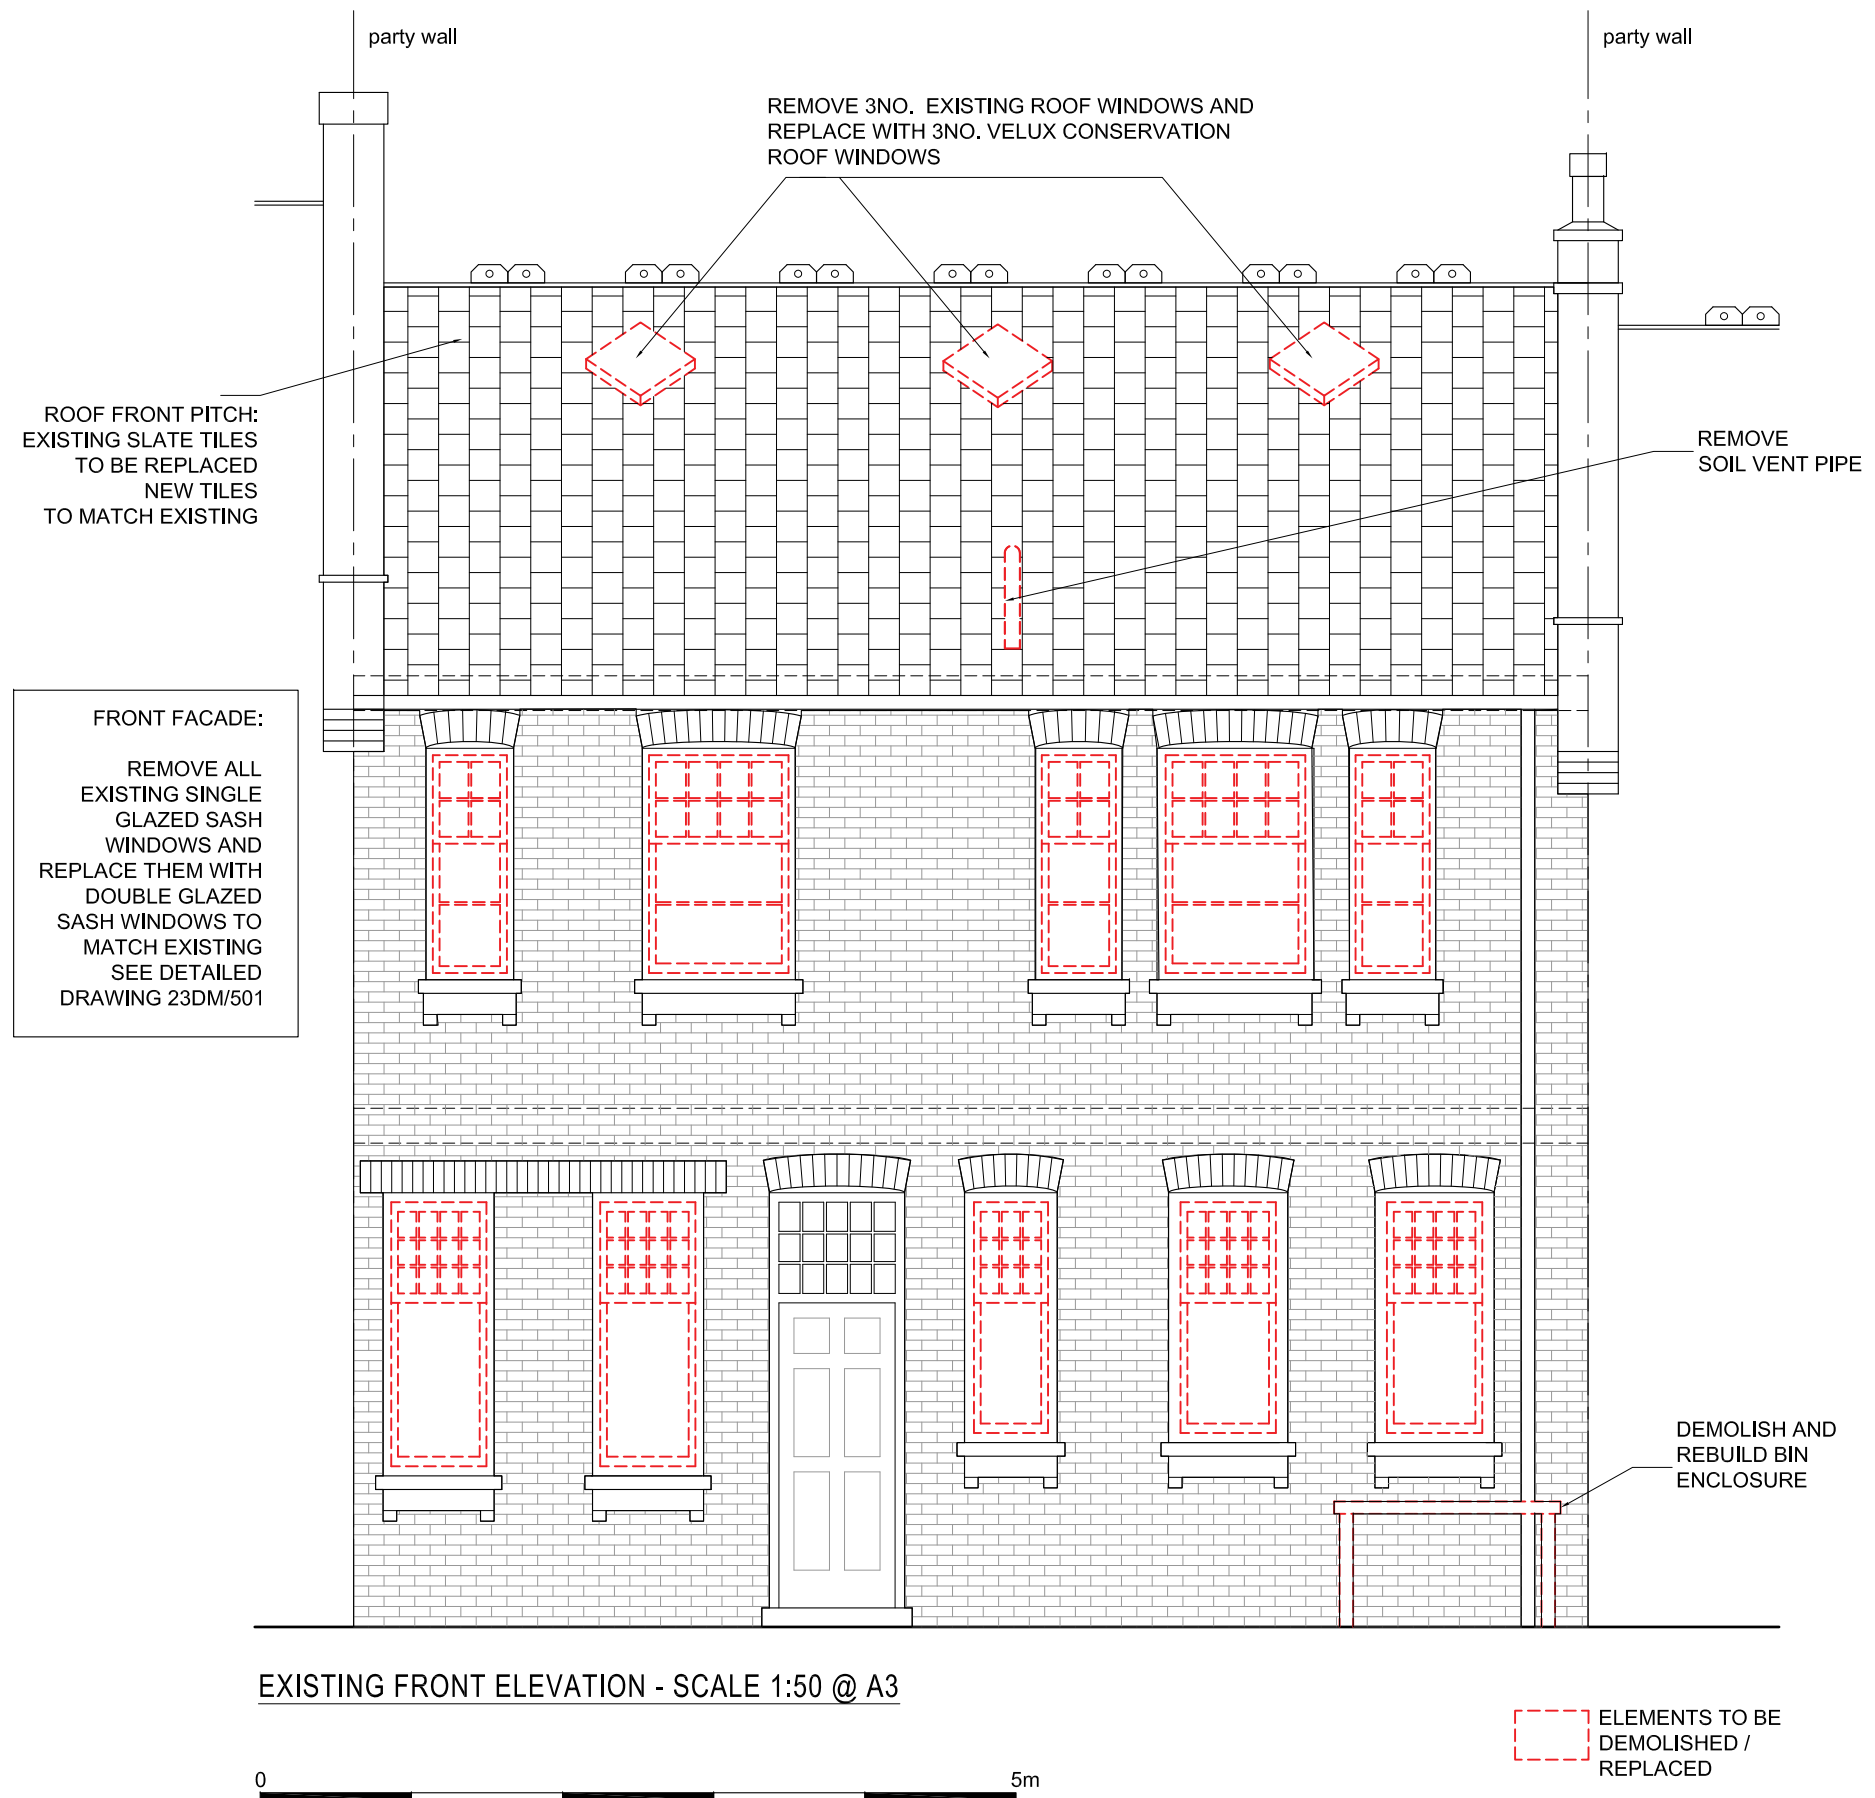 party wall
party wall
REMOVE 3NO. EXISTING ROOF WINDOWS AND
REPLACE WITH 3NO. VELUX CONSERVATION
ROOF WINDOWS
ROOF FRONT PITCH:
EXISTING SLATE TILES
TO BE REPLACED
NEW TILES
TO MATCH EXISTING
REMOVE
SOIL VENT PIPE
FRONT FACADE:
REMOVE ALL
EXISTING SINGLE
GLAZED SASH
WINDOWS AND
REPLACE THEM WITH
DOUBLE GLAZED
SASH WINDOWS TO
MATCH EXISTING
SEE DETAILED
DRAWING 23DM/501
DEMOLISH AND
REBUILD BIN
ENCLOSURE
EXISTING FRONT ELEVATION - SCALE 1:50 @ A3
ELEMENTS TO BE
DEMOLISHED /
REPLACED
0
5m